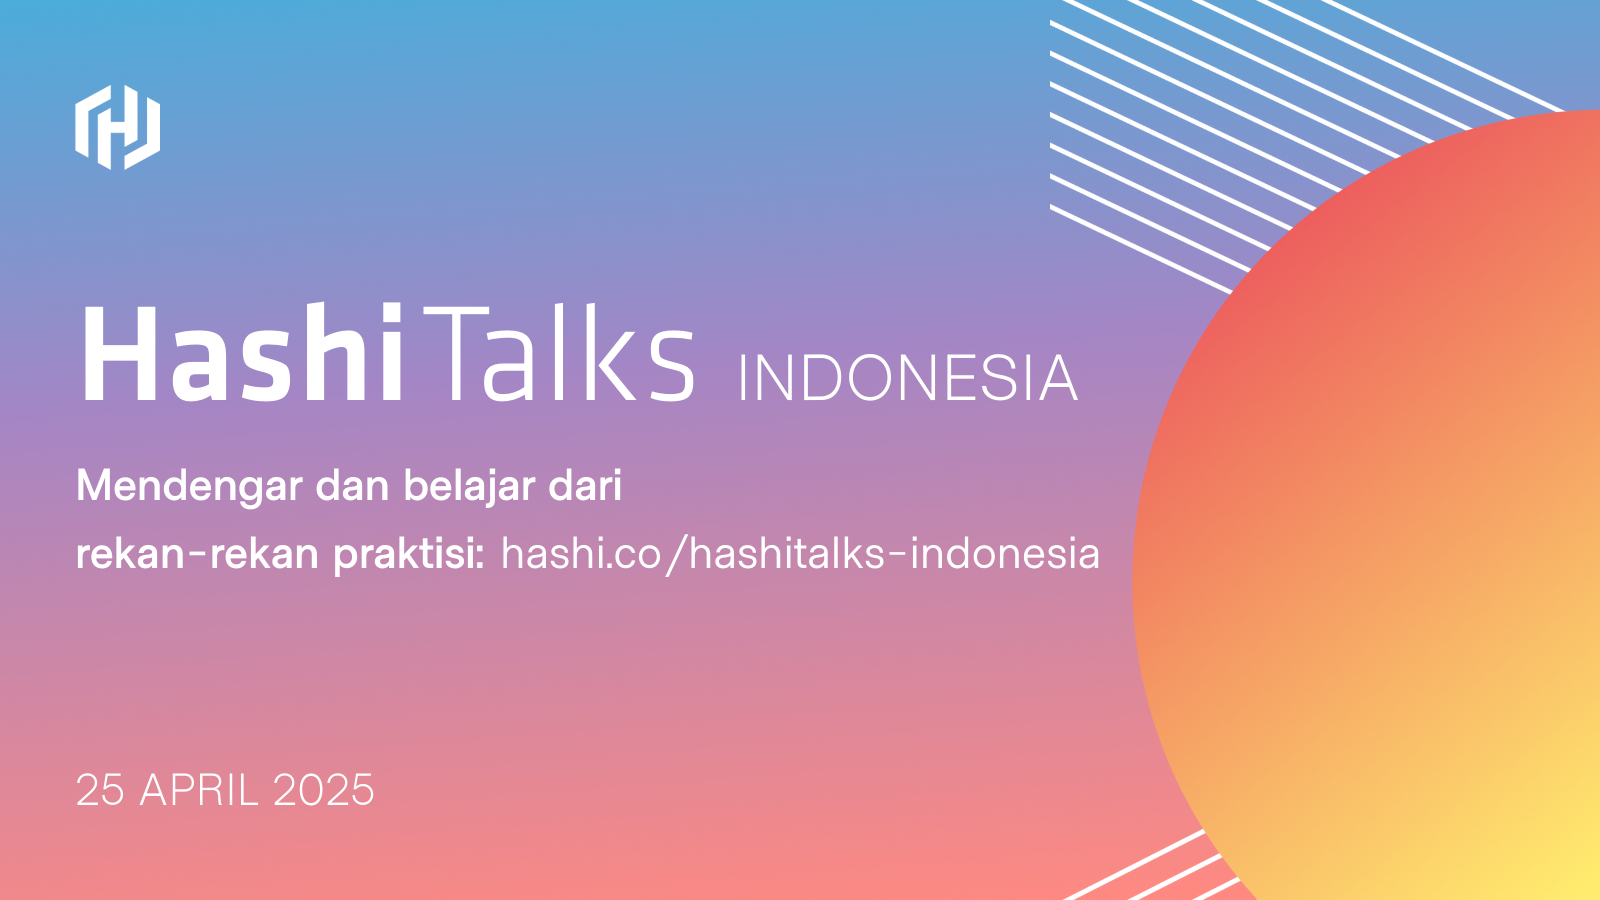 HashiTalks INDONESIA
Mendengar dan belajar dari
rekan-rekan praktisi: hashi.co/hashitalks-indonesia
25 APRIL 2025